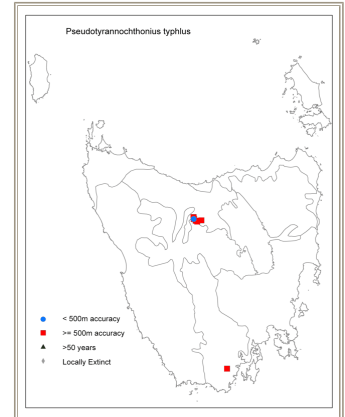 Pseudotyrannochthonius typhlus
< 500m accuracy
>= 500m accuracy
>50 years
Locally Extinct